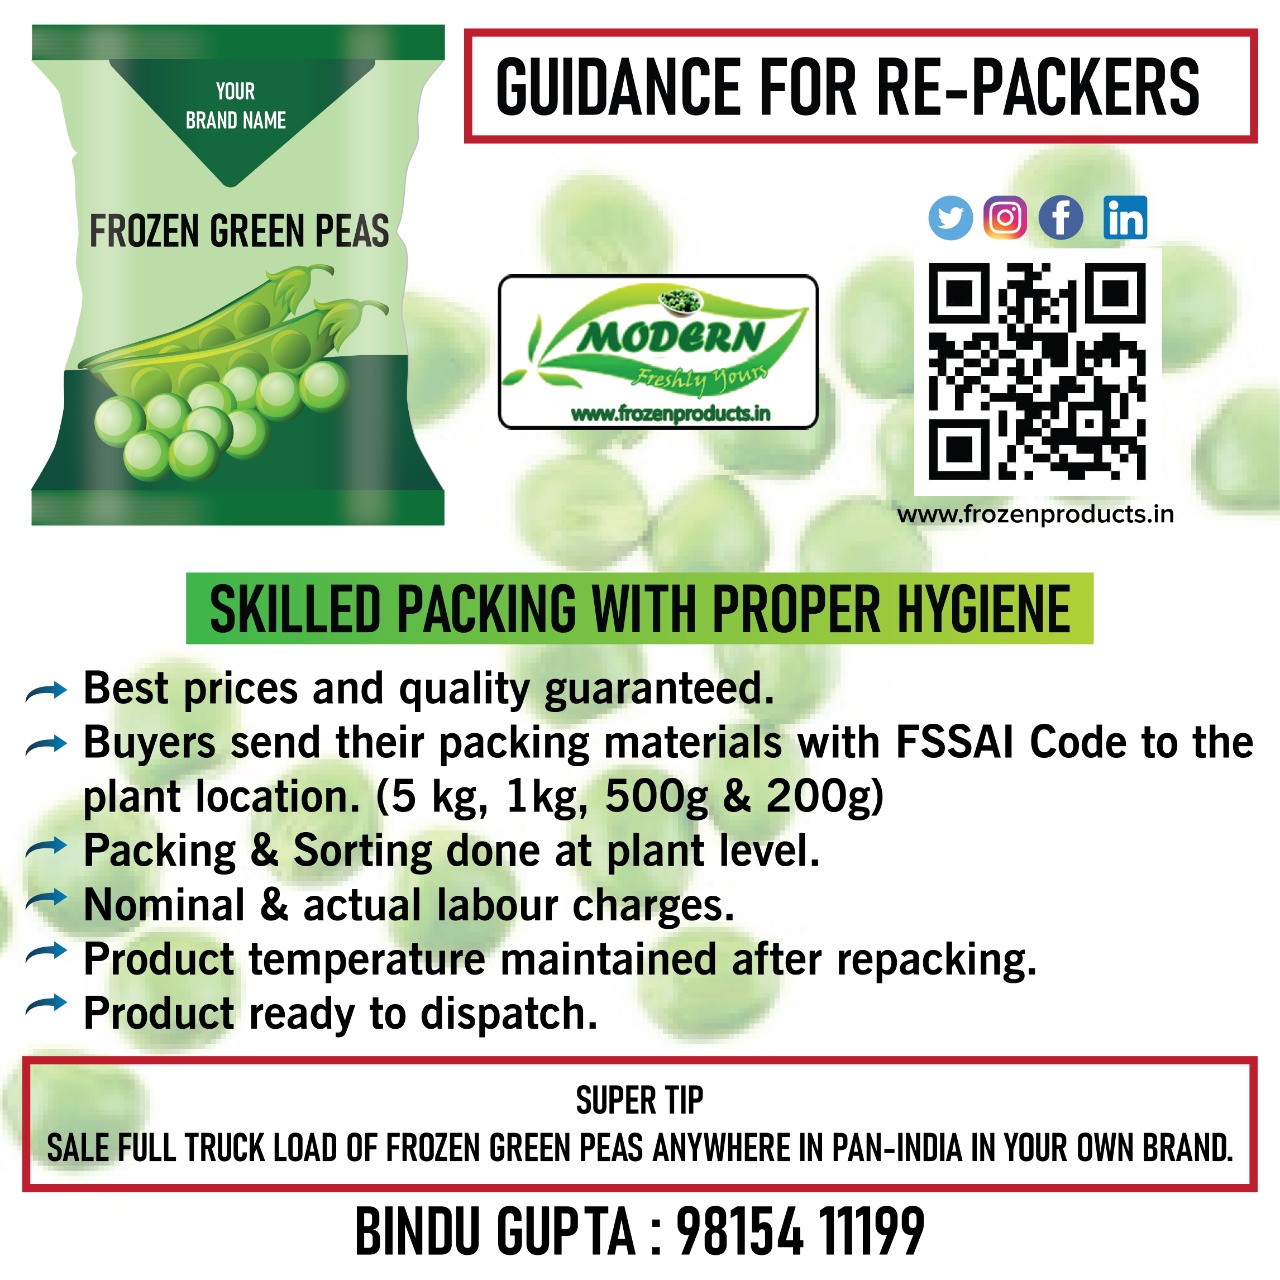 YOUR
BRAND NAME
FROZEN GREEN PEAS
GUIDANCE FOR RE-PACKERS
MODERN
Freshly Yours
www.frozenproducts.in
www.frozenproducts.in
SKILLED PACKING WITH PROPER HYGIENE
Best prices and quality guaranteed.
Buyers send their packing materials with FSSAI Code to the
plant location. (5 kg, 1kg, 500g & 200g)
Packing & Sorting done at plant level.
Nominal & actual labour charges.
Product temperature maintained after repacking.
Product ready to dispatch.
SUPER TIP
SALE FULL TRUCK LOAD OF FROZEN GREEN PEAS ANYWHERE IN PAN-INDIA IN YOUR OWN BRAND.
BINDU GUPTA : 98154 11199